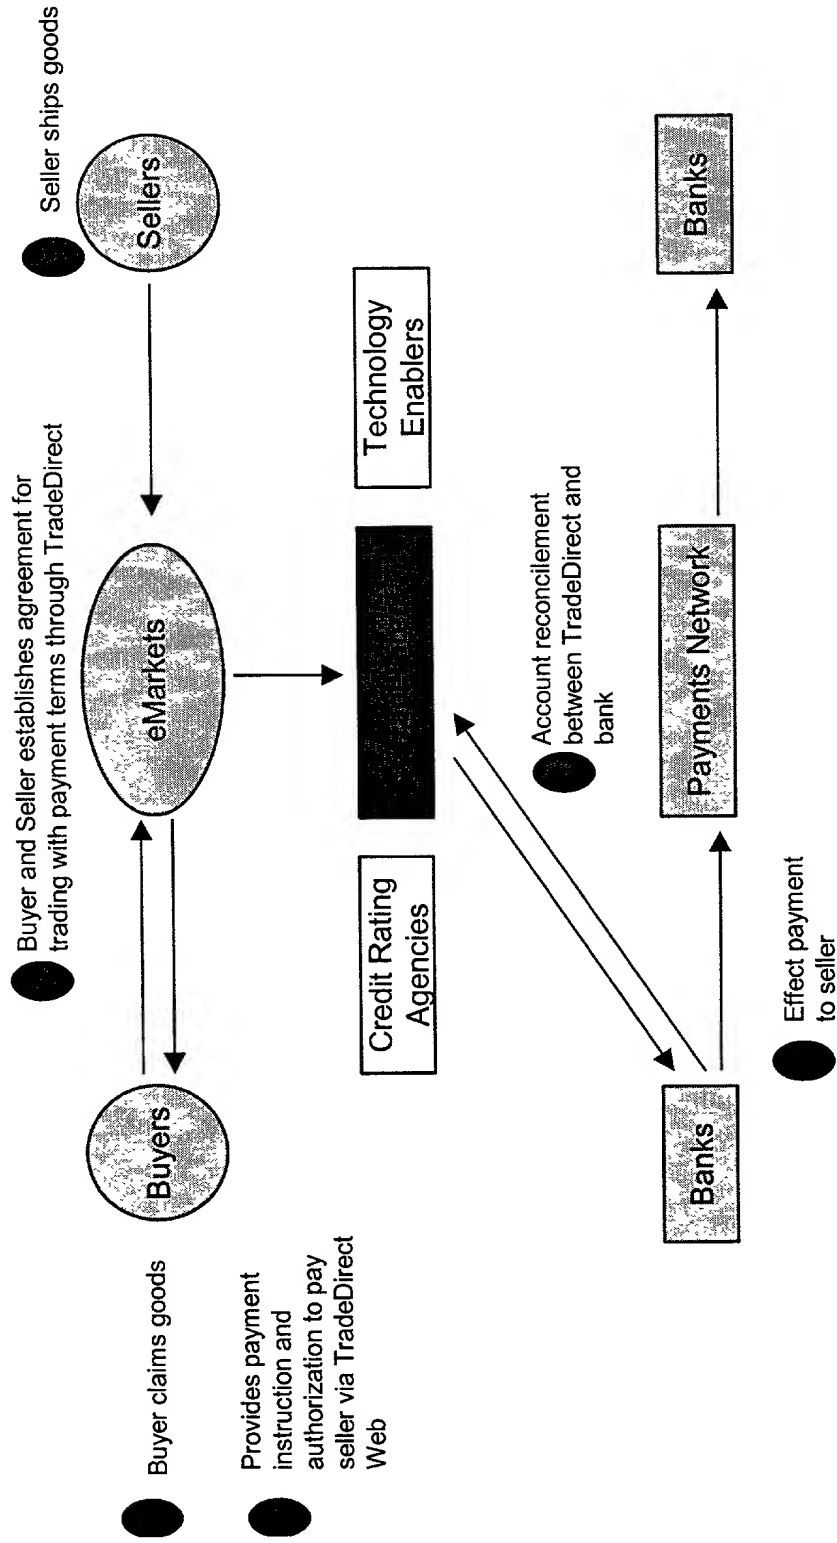 Buyer and Seller establishes agreement for
trading with payment terms through TradeDirect
Seller ships goods
Buyer claims goods
Buyers
eMarkets
Sellers
Provides payment
instruction and
authorization to pay
seller via TradeDirect
Web
Credit Rating
Agencies
Technology
Enablers
Account reconcilement
between TradeDirect and
bank
Banks
Payments Network
Banks
Effect payment
to seller